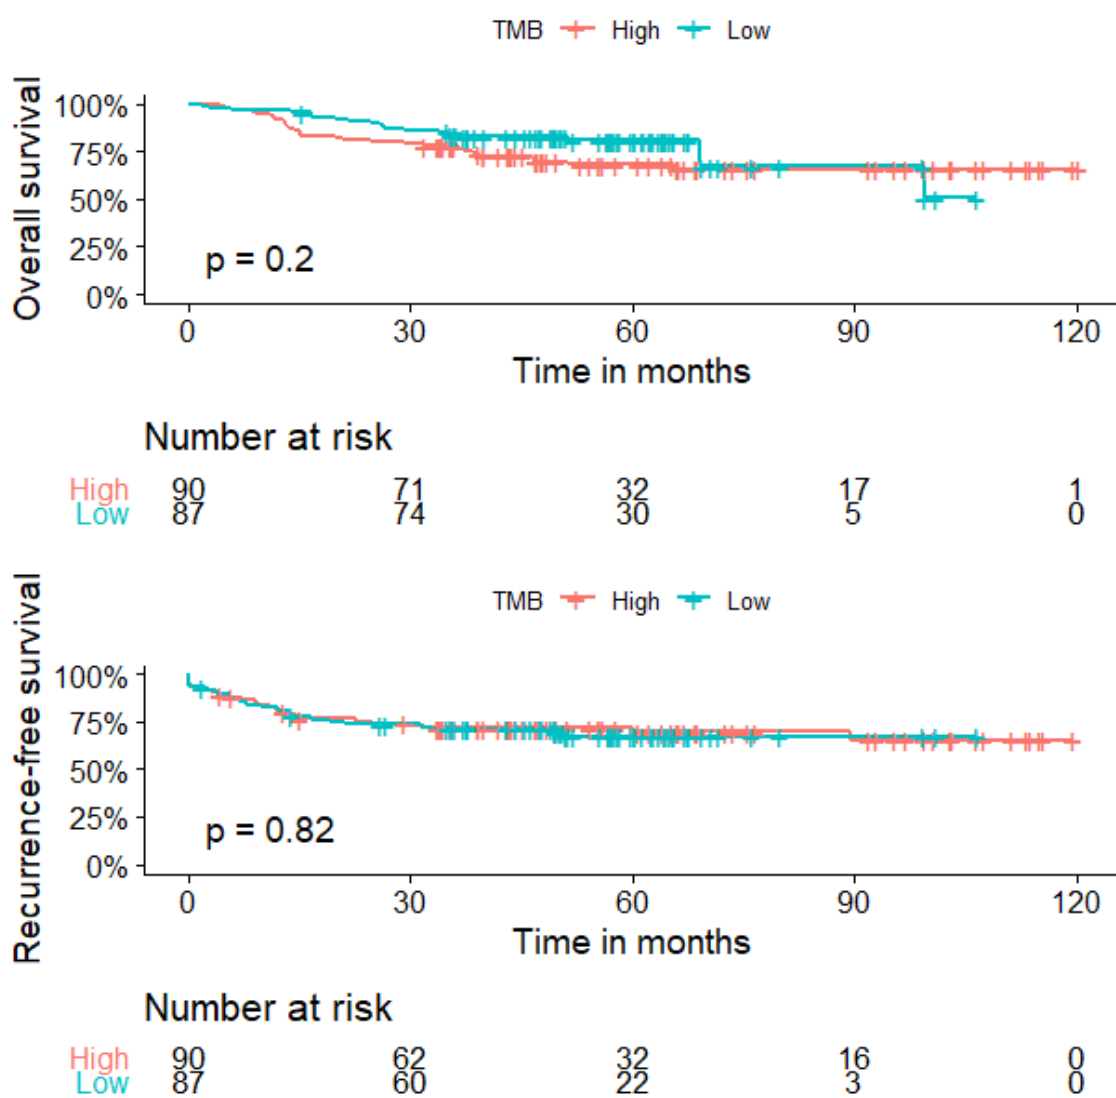 TMB High Low
Overall survival
100%
75%
50%
25%
0%
p = 0.2
0 30 60 90 120
Time in months
Number at risk
High 90 71 32 17 1
Low 87 74 30 5 0
TMB High Low
Recurrence-free survival
100%
75%
50%
25%
0%
p = 0.82
0 30 60 90 120
Time in months
Number at risk
High 90 62 32 16 0
Low 87 60 22 3 0